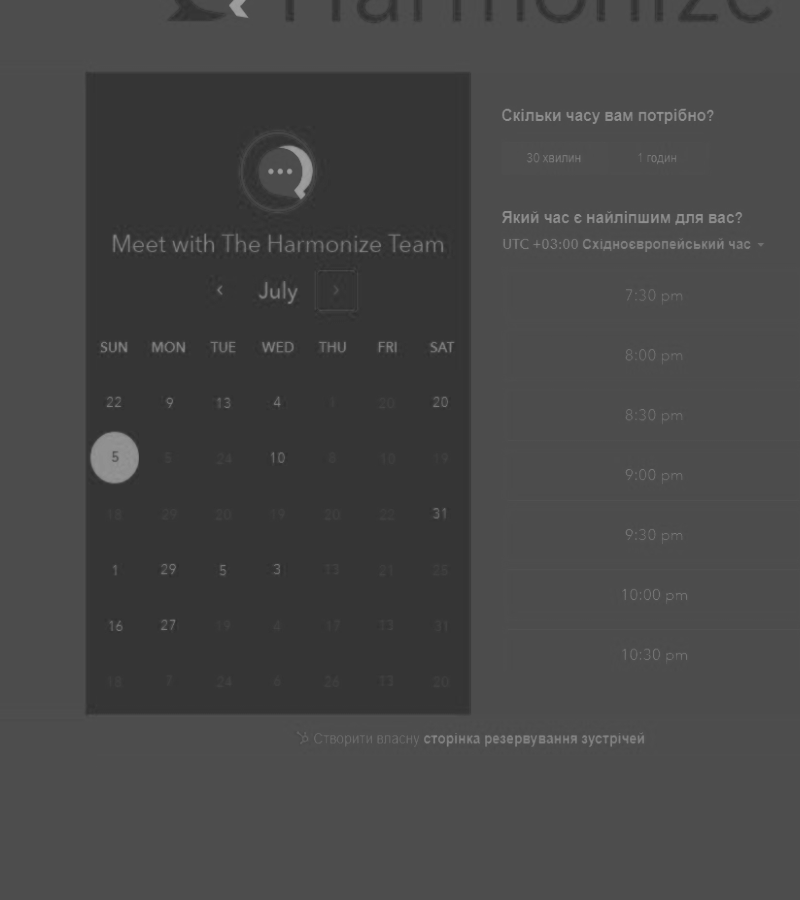 Harmonize
Meet with The Harmonize Team
July
SUN MON TUE WED THU FRI SAT
22 9 13 4 1 20 20
5 5 24 10 8 18 19
18 29 20 19 20 22 31
1 29 5 3 13 21 25
16 27 19 4 17 13 31
18 7 24 6 26 13 20
Скільки часу вам потрібно?
30 хвилин 1 годин
Який час є найліпшим для вас?
UTC +03:00 Східноєвропейський час
7:30 pm
8:00 pm
8:30 pm
9:00 pm
9:30 pm
10:00 pm
10:30 pm
Створити власну сторінка резервування зустрічей